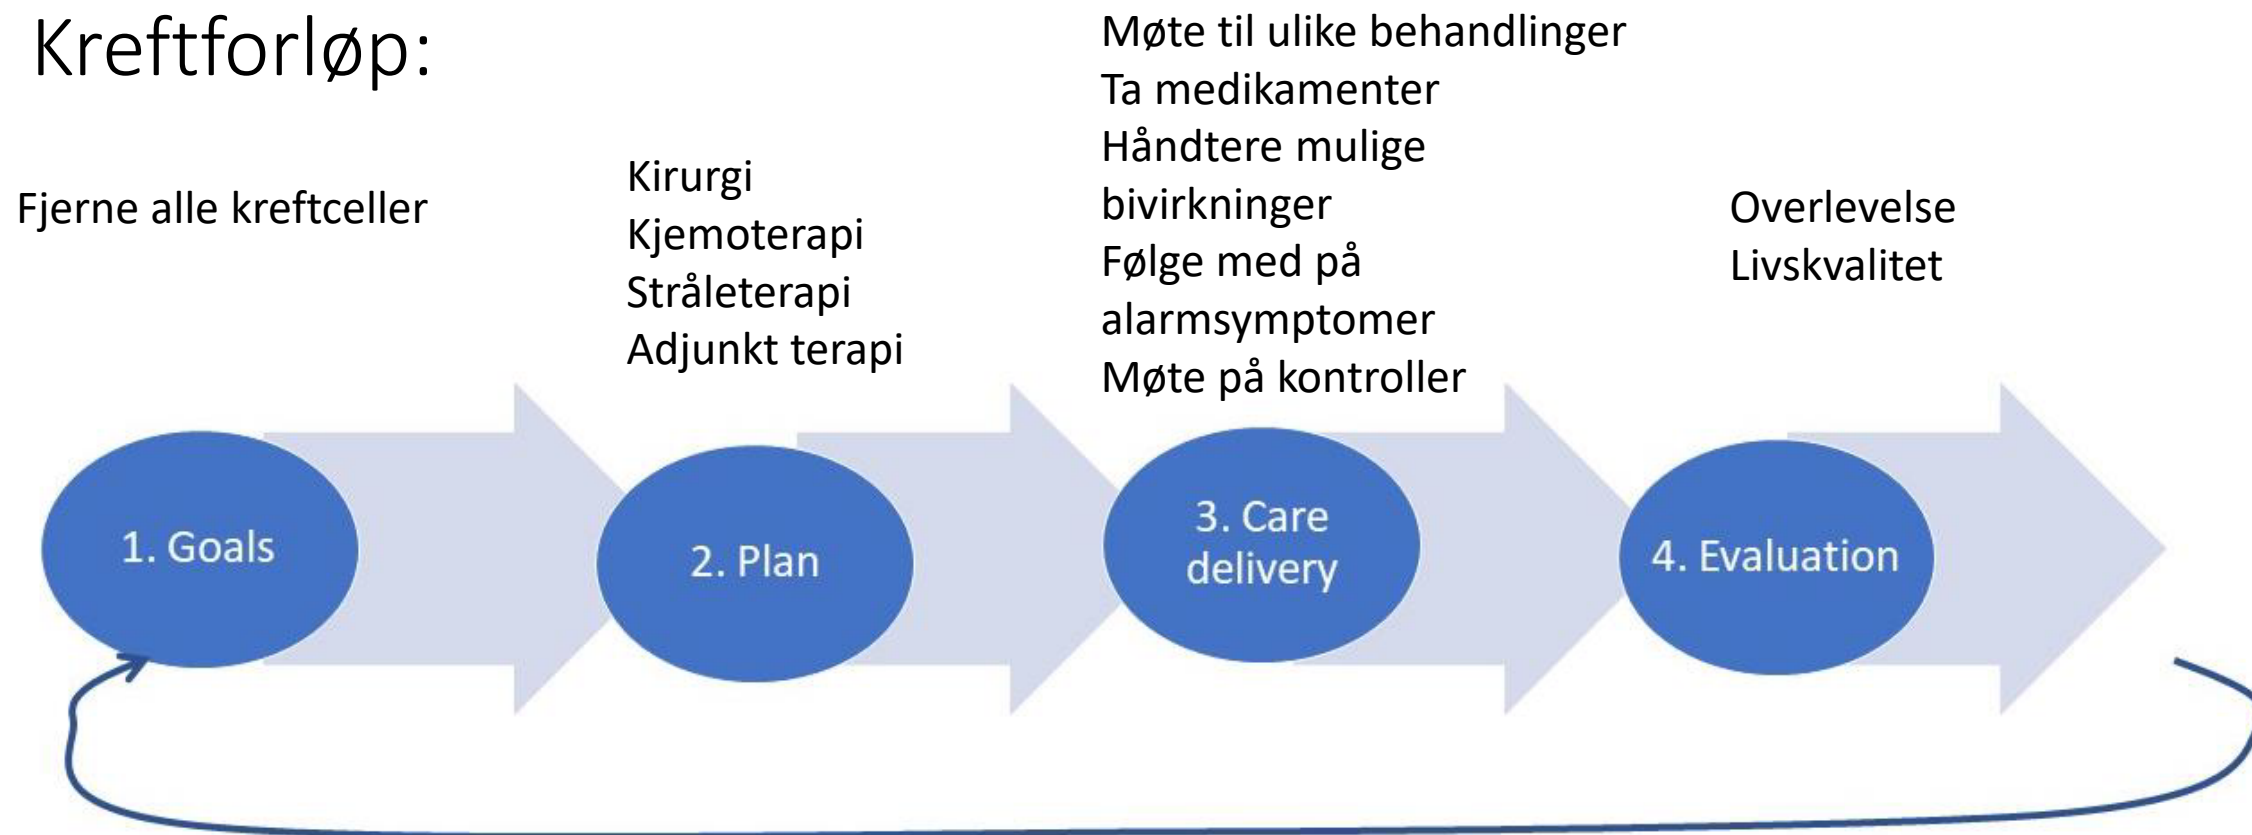 Kreftforløp:
Fjerne alle kreftceller
Kirurgi
Kjemoterapi
Stråleterapi
Adjunkt terapi
Møte til ulike behandlinger
Ta medikamenter
Håndtere mulige
bivirkninger
Følge med på
alarmsymptomer
Møte på kontroller
Overlevelse
Livskvalitet
1. Goals
2. Plan
3. Care
delivery
4. Evaluation